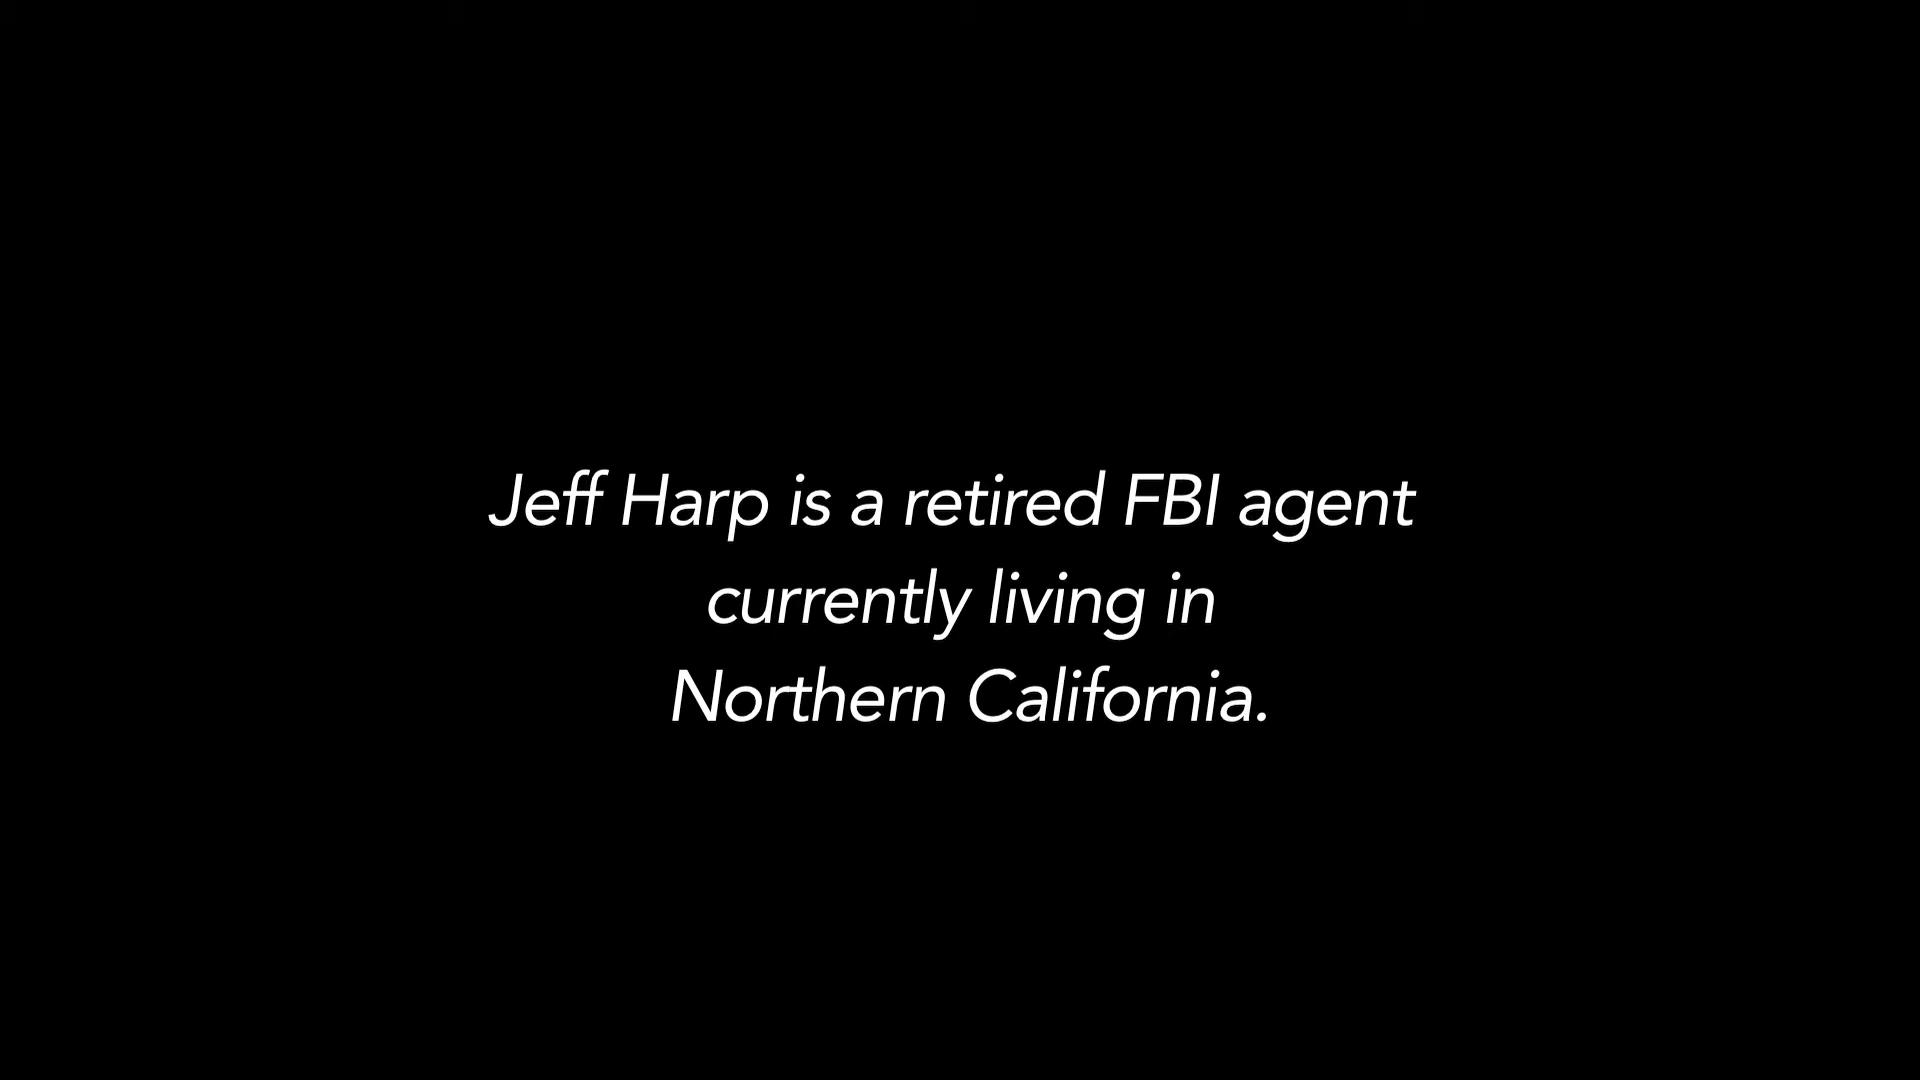 Jeff Harp is a retired FBI agent
currently living in
Northern California.